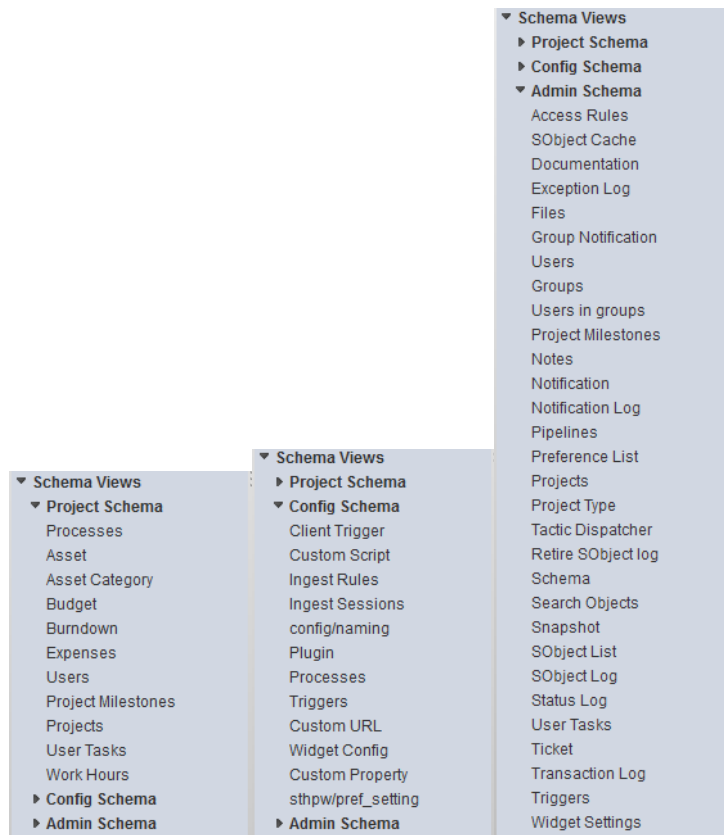 Schema Views
Project Schema
Processes
Asset
Asset Category
Budget
Burndown
Expenses
Users
Project Milestones
Projects
User Tasks
Work Hours
Config Schema
Admin Schema
Schema Views
Project Schema
Config Schema
Client Trigger
Custom Script
Ingest Rules
Ingest Sessions
config/naming
Plugin
Processes
Triggers
Custom URL
Widget Config
Custom Property
sthpw/pref_setting
Admin Schema
Schema Views
Project Schema
Config Schema
Admin Schema
Access Rules
SObject Cache
Documentation
Exception Log
Files
Group Notification
Users
Groups
Users in groups
Project Milestones
Notes
Notification
Notification Log
Pipelines
Preference List
Projects
Project Type
Tactic Dispatcher
Retire SObject log
Schema
Search Objects
Snapshot
SObject List
SObject Log
Status Log
User Tasks
Ticket
Transaction Log
Triggers
Widget Settings